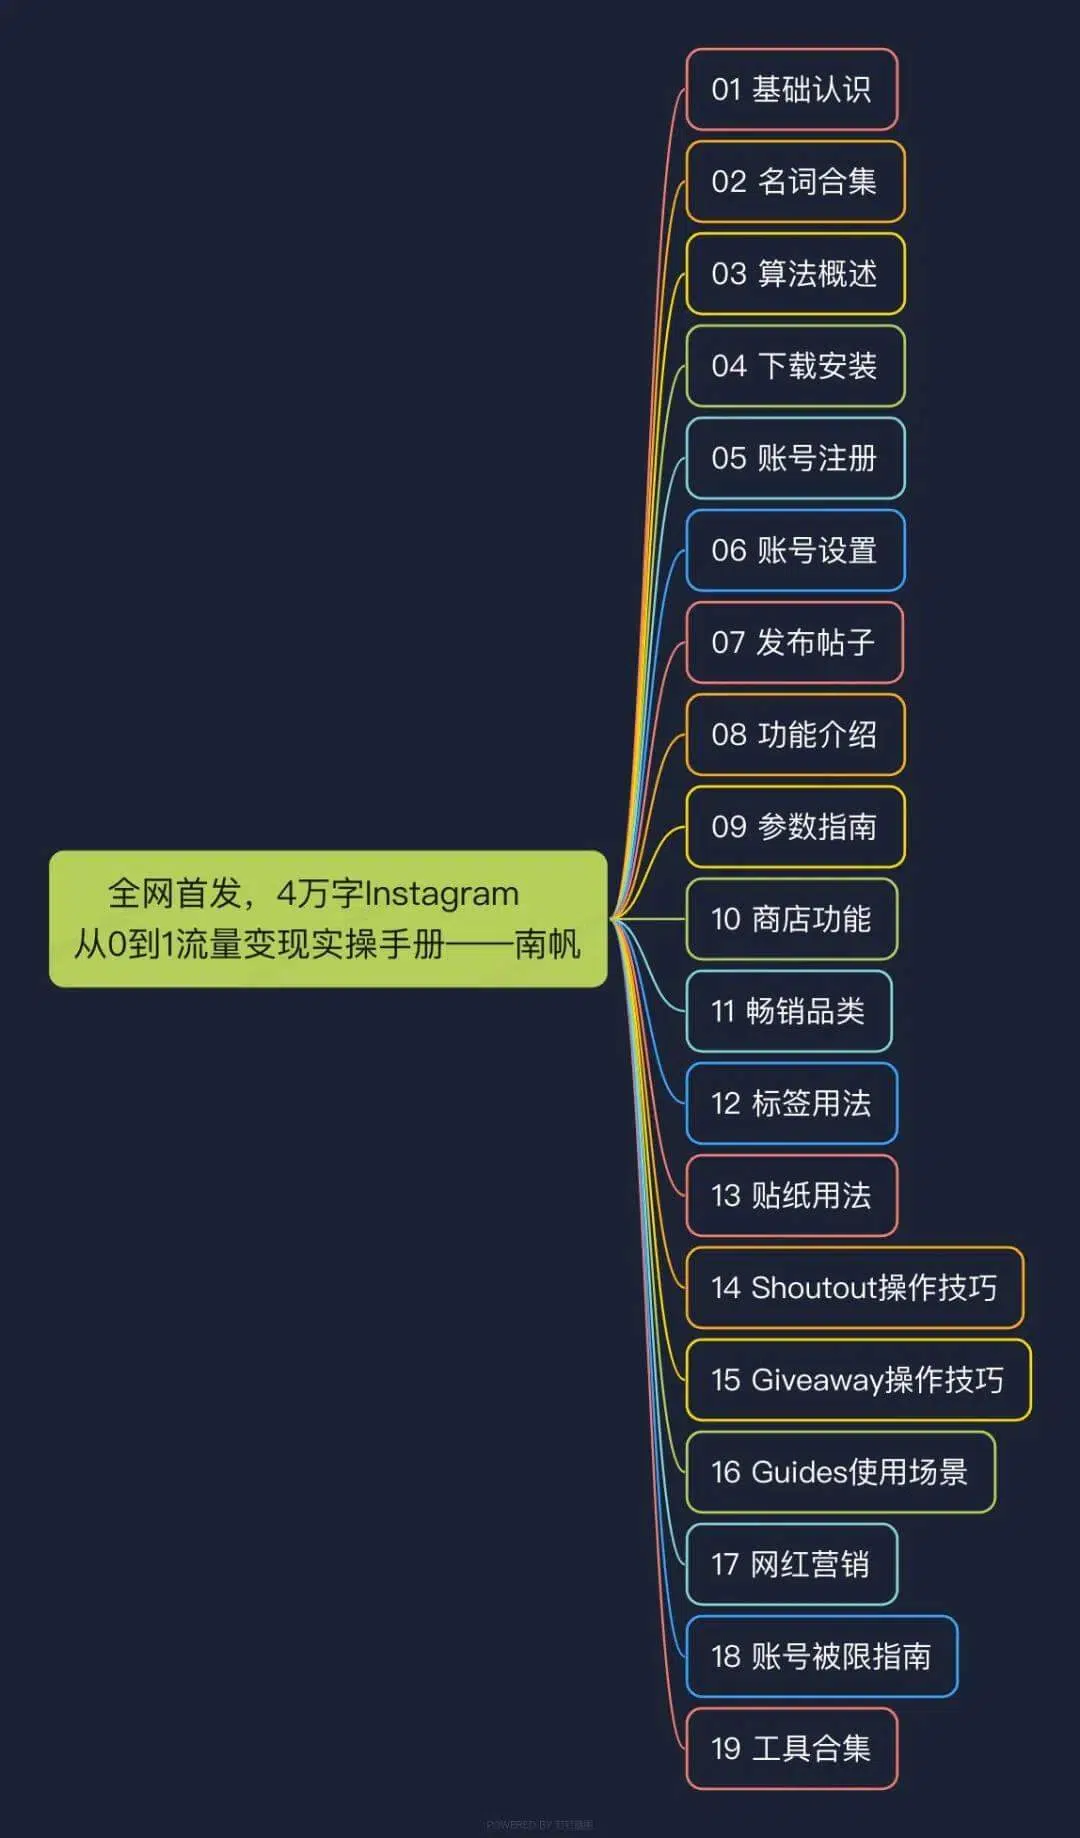 01 基础认识
02 名词合集
03 算法概述
04 下载安装
05 账号注册
06 账号设置
07 发布帖子
08 功能介绍
09 参数指南
全网首发，4万字Instagram
从0到1流量变现实操手册——南帆
10 商店功能
11 畅销品类
12 标签用法
13 贴纸用法
14 Shoutout操作技巧
15 Giveaway操作技巧
16 Guides使用场景
17 网红营销
18 账号被限指南
19 工具合集
POWERED BY 钉钉脑图